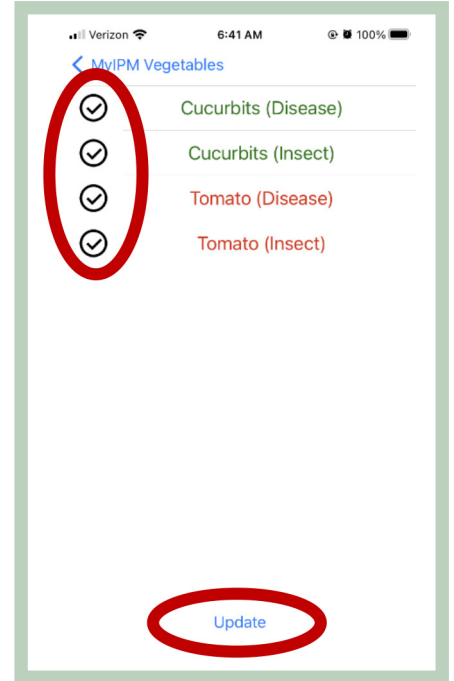 Verizon 6:41 AM 100%
MyIPM Vegetables
Cucurbits (Disease)
Cucurbits (Insect)
Tomato (Disease)
Tomato (Insect)
Update